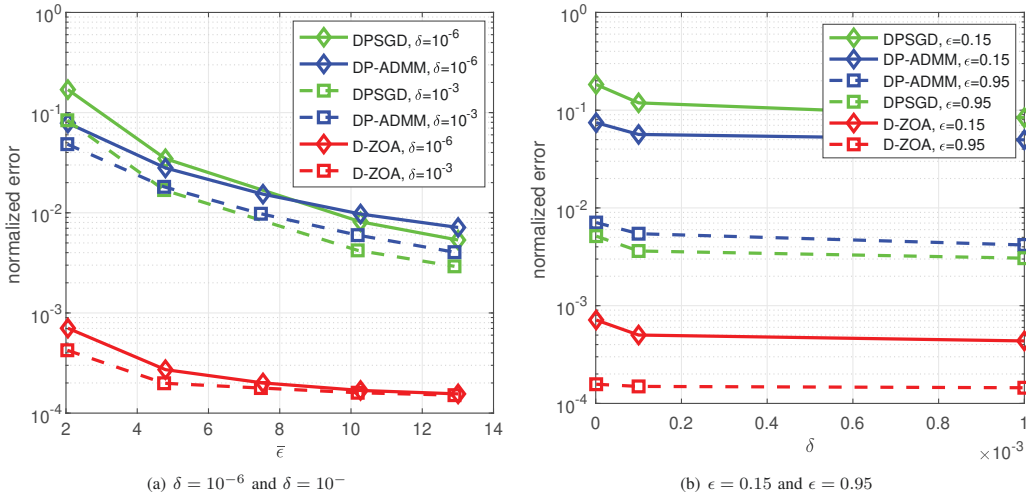 10^0
10^-1
10^-2
10^-3
10^-4
normalized error
2
4
6
8
10
12
14
ε̄
DPSGD, δ=10^-6
DP-ADMM, δ=10^-6
DPSGD, δ=10^-3
DP-ADMM, δ=10^-3
D-ZOA, δ=10^-6
D-ZOA, δ=10^-3
(a) δ = 10^−6 and δ = 10^−
10^0
10^-1
10^-2
10^-3
10^-4
normalized error
0
0.2
0.4
0.6
0.8
1
×10^-3
δ
DPSGD, ϵ=0.15
DP-ADMM, ϵ=0.15
DP-ADMM, ϵ=0.95
DPSGD, ϵ=0.95
D-ZOA, ϵ=0.15
D-ZOA, ϵ=0.95
(b) ϵ = 0.15 and ϵ = 0.95